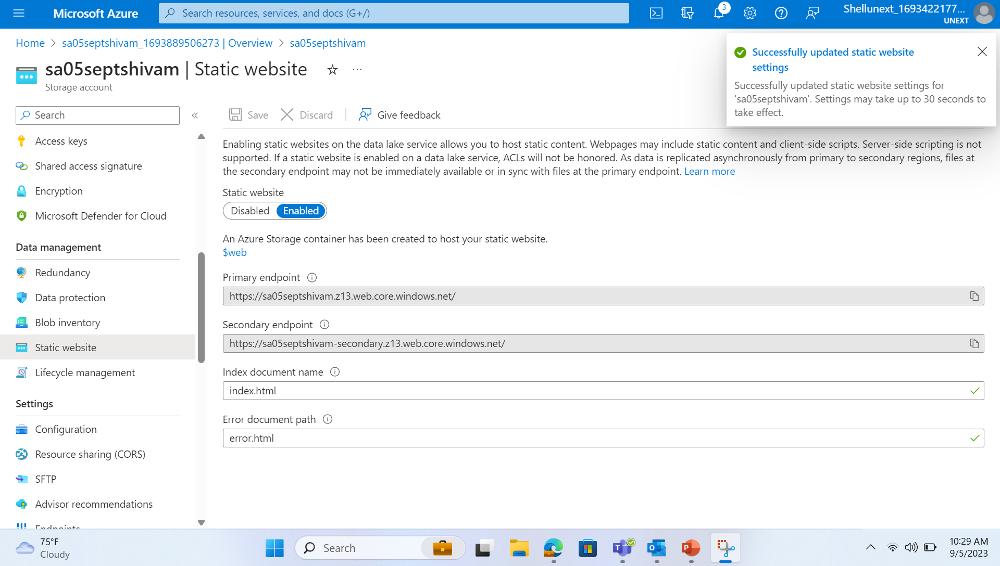 Microsoft Azure
Search resources, services, and docs (G+/)
3
Shellunext_1693422177...
UNEXT
Home > sa05septshivam_1693889506273 | Overview > sa05septshivam
sa05septshivam | Static website
Storage account
Successfully updated static website
settings
Successfully updated static website settings for
'sa05septshivam'. Settings may take up to 30 seconds to
take effect.
Search
Access keys
Shared access signature
Encryption
Microsoft Defender for Cloud
Data management
Redundancy
Data protection
Blob inventory
Static website
Lifecycle management
Settings
Configuration
Resource sharing (CORS)
SFTP
Advisor recommendations
Endpoints
Save
Discard
Give feedback
Enabling static websites on the data lake service allows you to host static content. Webpages may include static content and client-side scripts. Server-side scripting is not
supported. If a static website is enabled on a data lake service, ACLs will not be honored. As data is replicated asynchronously from primary to secondary regions, files at
the secondary endpoint may not be immediately available or in sync with files at the primary endpoint. Learn more
Static website
Disabled Enabled
An Azure Storage container has been created to host your static website.
$web
Primary endpoint
https://sa05septshivam.z13.web.core.windows.net/
Secondary endpoint
https://sa05septshivam-secondary.z13.web.core.windows.net/
Index document name
index.html
Error document path
error.html
75°F
Cloudy
Search
10:29 AM
9/5/2023